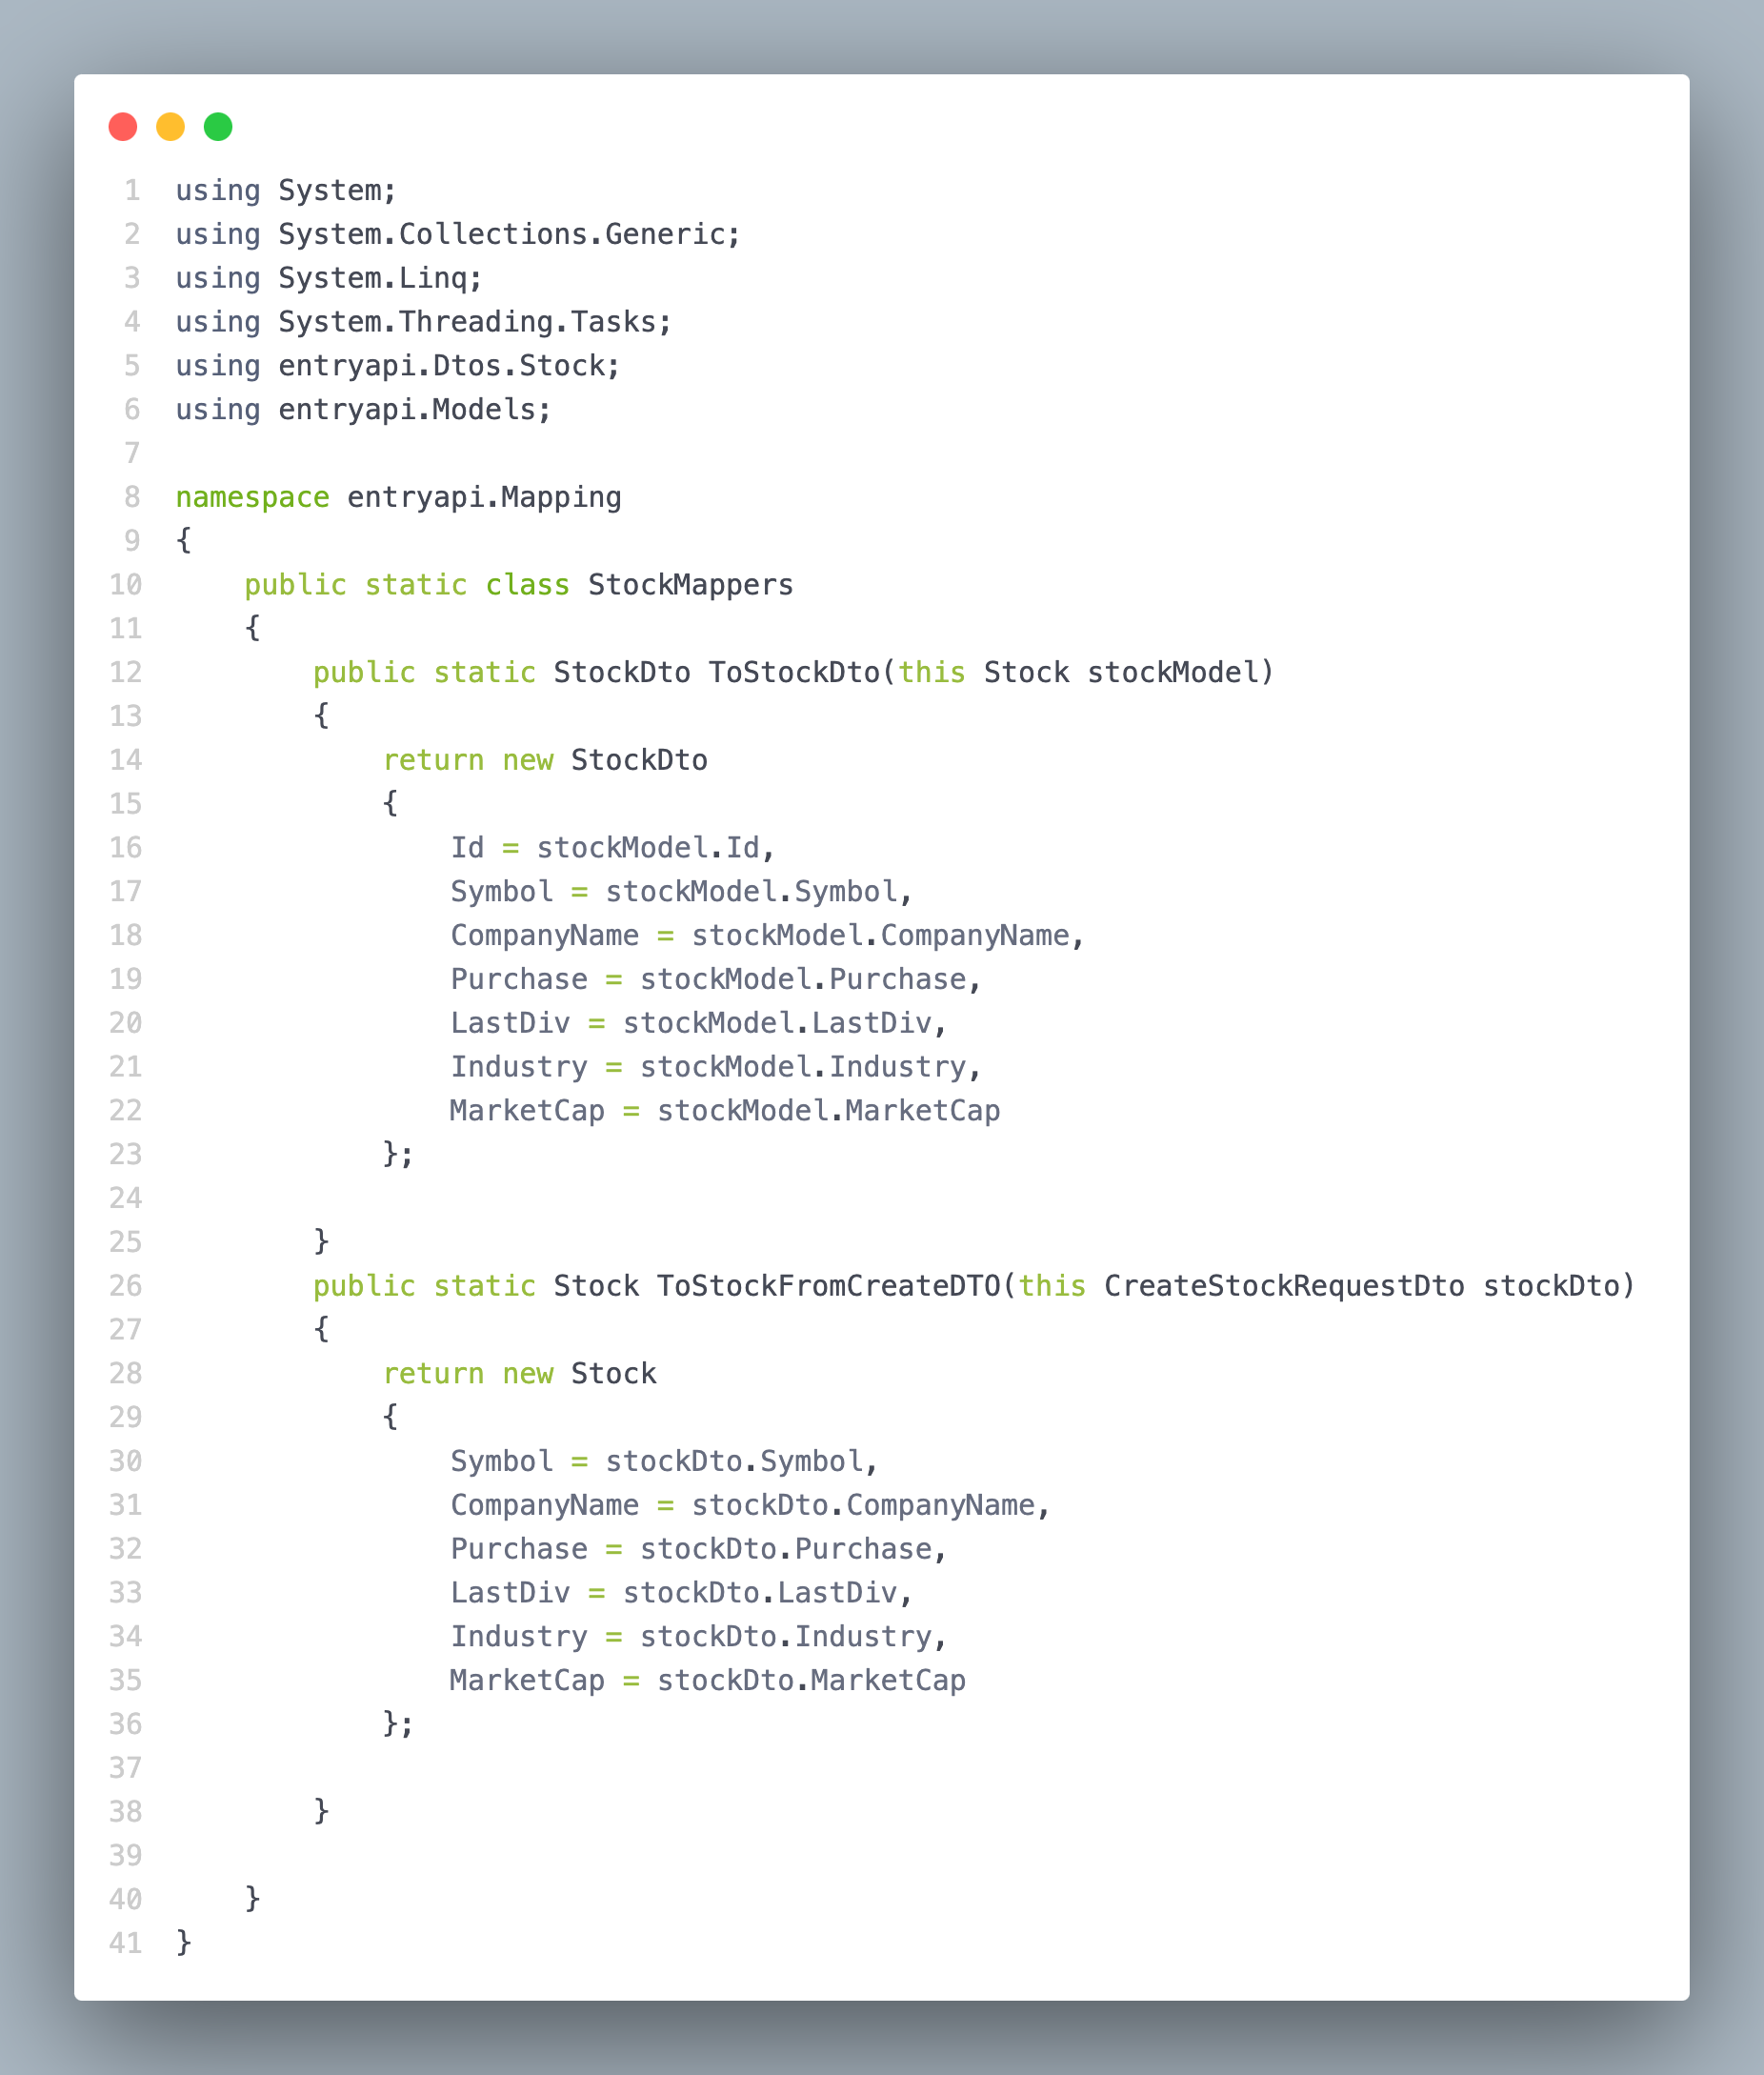 1 using System;
2 using System.Collections.Generic;
3 using System.Linq;
4 using System.Threading.Tasks;
5 using entryapi.Dtos.Stock;
6 using entryapi.Models;
7
8 namespace entryapi.Mapping
9 {
10     public static class StockMappers
11     {
12         public static StockDto ToStockDto(this Stock stockModel)
13         {
14             return new StockDto
15             {
16                 Id = stockModel.Id,
17                 Symbol = stockModel.Symbol,
18                 CompanyName = stockModel.CompanyName,
19                 Purchase = stockModel.Purchase,
20                 LastDiv = stockModel.LastDiv,
21                 Industry = stockModel.Industry,
22                 MarketCap = stockModel.MarketCap
23             };
24
25         }
26         public static Stock ToStockFromCreateDTO(this CreateStockRequestDto stockDto)
27         {
28             return new Stock
29             {
30                 Symbol = stockDto.Symbol,
31                 CompanyName = stockDto.CompanyName,
32                 Purchase = stockDto.Purchase,
33                 LastDiv = stockDto.LastDiv,
34                 Industry = stockDto.Industry,
35                 MarketCap = stockDto.MarketCap
36             };
37
38         }
39
40     }
41 }